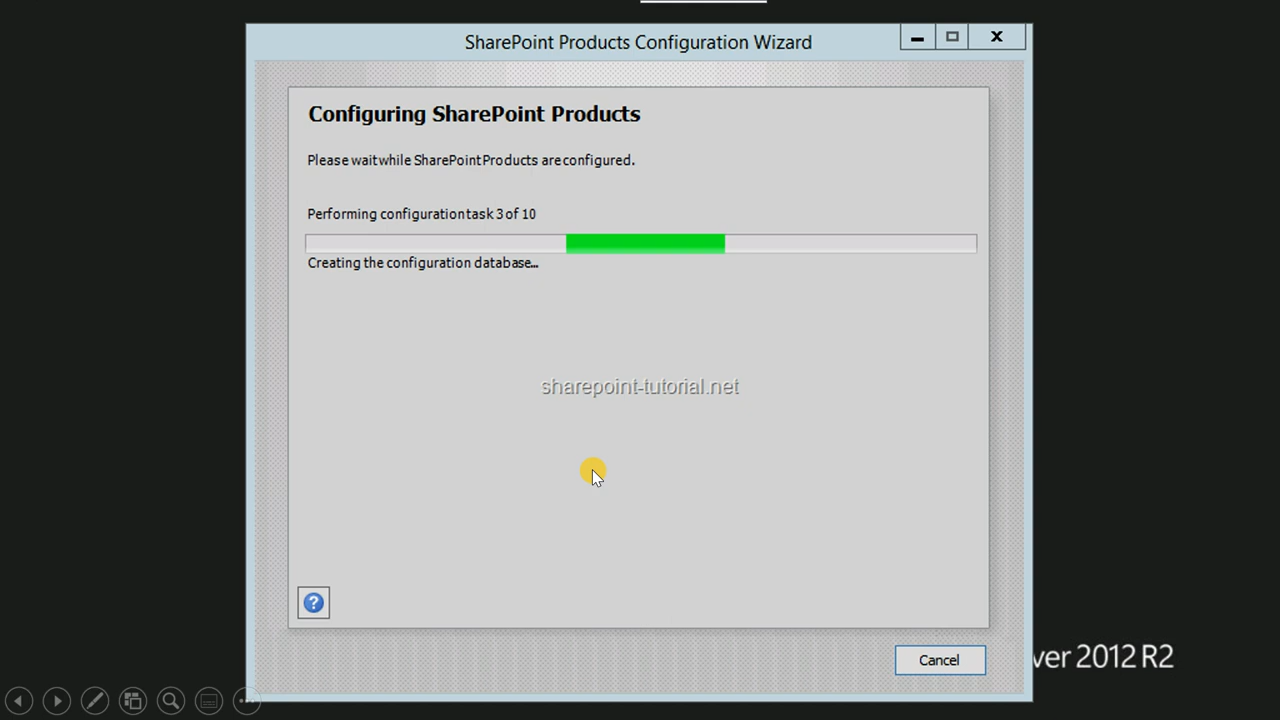 SharePoint Products Configuration Wizard
Configuring SharePoint Products
Please wait while SharePoint Products are configured.
Performing configuration task 3 of 10
Creating the configuration database...
sharepoint-tutorial.net
?
Cancel
ver 2012 R2